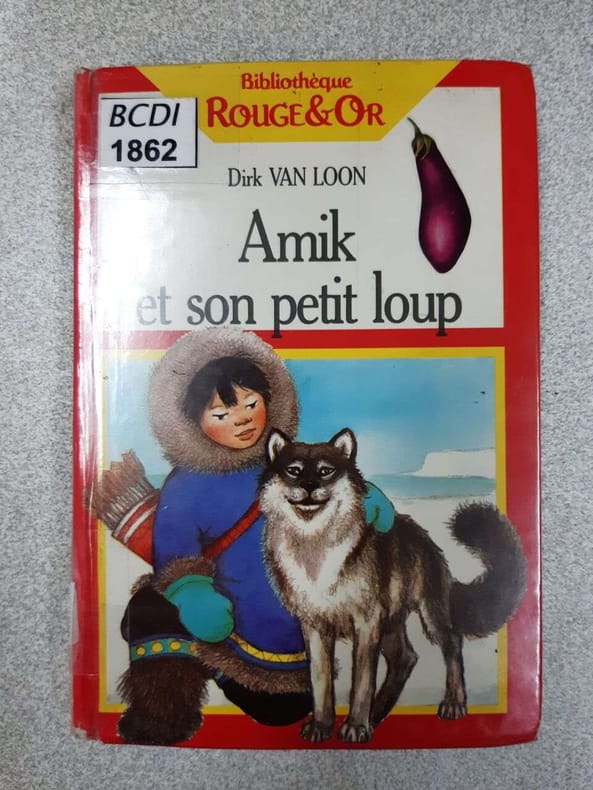 Bibliothèque
ROUGE & OR
BCDI
1862
Dirk VAN LOON
Amik
et son petit loup